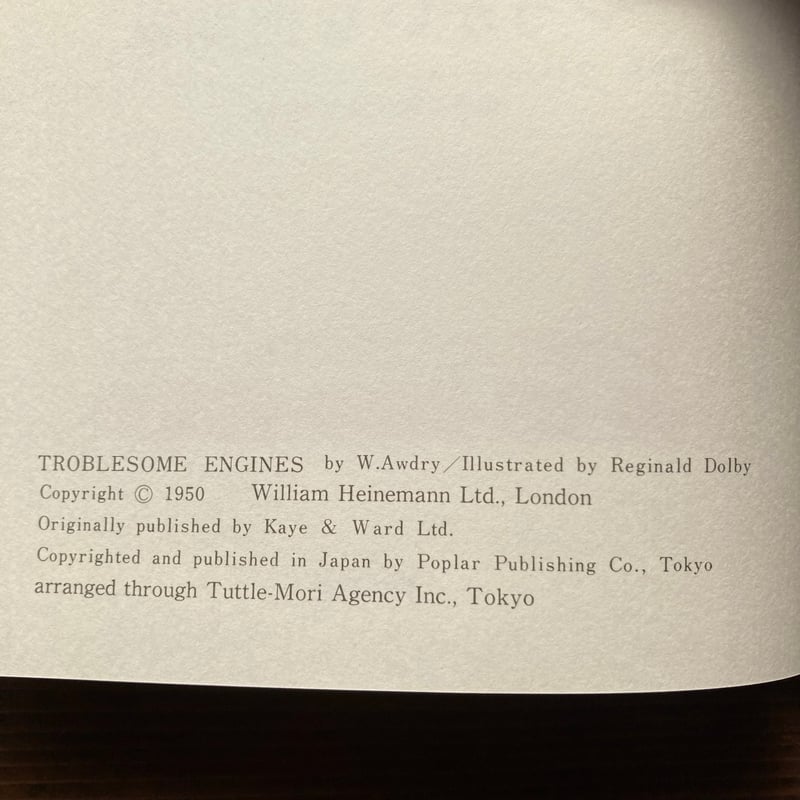 TROBLESOME ENGINES by W.Awdry／Illustrated by Reginald Dolby
Copyright © 1950 William Heinemann Ltd., London
Originally published by Kaye & Ward Ltd.
Copyrighted and published in Japan by Poplar Publishing Co., Tokyo
arranged through Tuttle-Mori Agency Inc., Tokyo